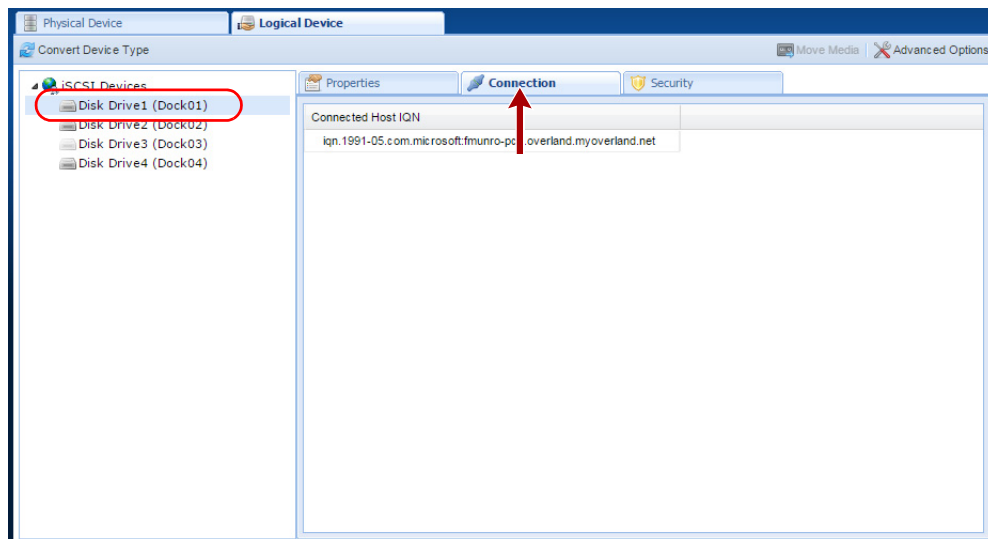 Physical Device
Logical Device
Convert Device Type
Move Media
Advanced Options
iSCSI Devices
Disk Drive1 (Dock01)
Disk Drive2 (Dock02)
Disk Drive3 (Dock03)
Disk Drive4 (Dock04)
Properties
Connection
Security
Connected Host IQN
iqn.1991-05.com.microsoft:fmunro-pc overland.myoverland.net